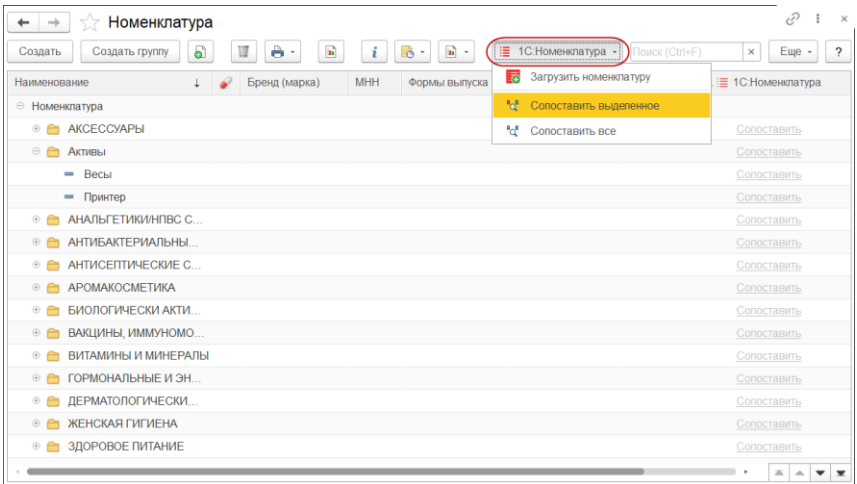 Номенклатура
Создать Создать группу 1С:Номенклатура Поиск (Ctrl+F) × Еще ?
Наименование ↓ Бренд (марка) МНН Формы выпуска 1С:Номенклатура
Загрузить номенклатуру
Сопоставить выделенное
Сопоставить все
Номенклатура
АКСЕССУАРЫ Сопоставить
Активы Сопоставить
Весы Сопоставить
Принтер Сопоставить
АНАЛЬГЕТИКИ/НПВС С... Сопоставить
АНТИБАКТЕРИАЛЬНЫ... Сопоставить
АНТИСЕПТИЧЕСКИЕ С... Сопоставить
АРОМАКОСМЕТИКА Сопоставить
БИОЛОГИЧЕСКИ АКТИ... Сопоставить
ВАКЦИНЫ, ИММУНОМО... Сопоставить
ВИТАМИНЫ И МИНЕРАЛЫ Сопоставить
ГОРМОНАЛЬНЫЕ И ЭН... Сопоставить
ДЕРМАТОЛОГИЧЕСКИ... Сопоставить
ЖЕНСКАЯ ГИГИЕНА Сопоставить
ЗДОРОВОЕ ПИТАНИЕ Сопоставить